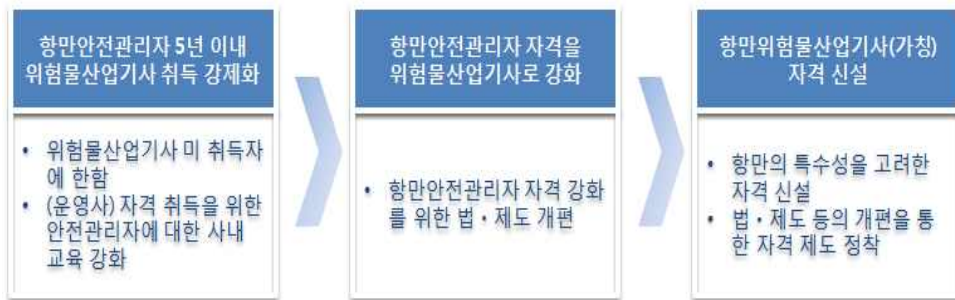 항만안전관리자 5년 이내
위험물산업기사 취득 강제화
• 위험물산업기사 미 취득자
에 한함
• (운영사) 자격 취득을 위한
안전관리자에 대한 사내
교육 강화
항만안전관리자 자격을
위험물산업기사로 강화
• 항만안전관리자 자격 강화
를 위한 법・제도 개편
항만위험물산업기사(가칭)
자격 신설
• 항만의 특수성을 고려한
자격 신설
• 법・제도 등의 개편을 통
한 자격 제도 정착